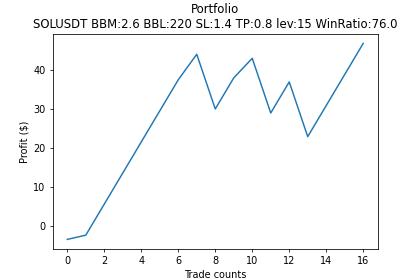 Portfolio
SOLUSDT BBM:2.6 BBL:220 SL:1.4 TP:0.8 lev:15 WinRatio:76.0
40
30
20
10
0
Profit ($)
0 2 4 6 8 10 12 14 16
Trade counts